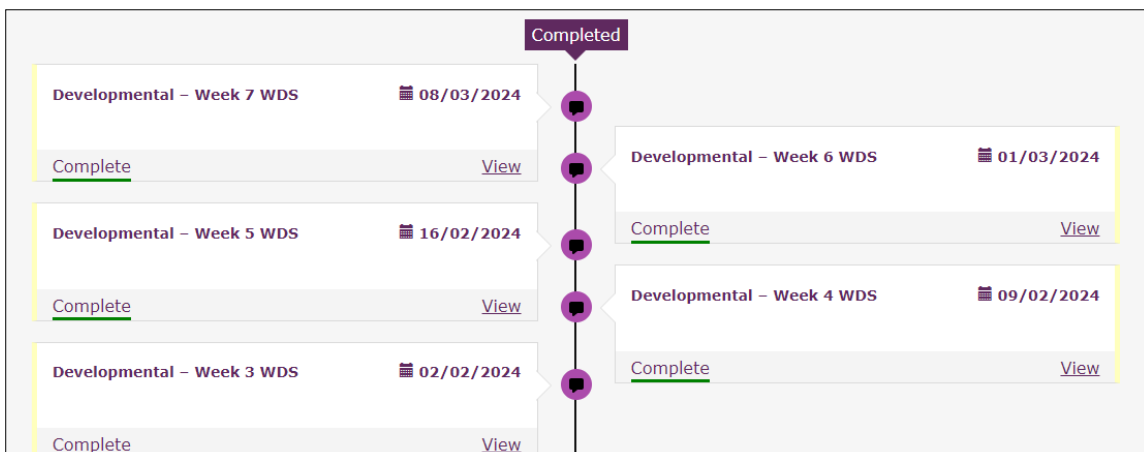 Completed
Developmental – Week 7 WDS 08/03/2024
Complete View
Developmental – Week 6 WDS 01/03/2024
Complete View
Developmental – Week 5 WDS 16/02/2024
Complete View
Developmental – Week 4 WDS 09/02/2024
Complete View
Developmental – Week 3 WDS 02/02/2024
Complete View